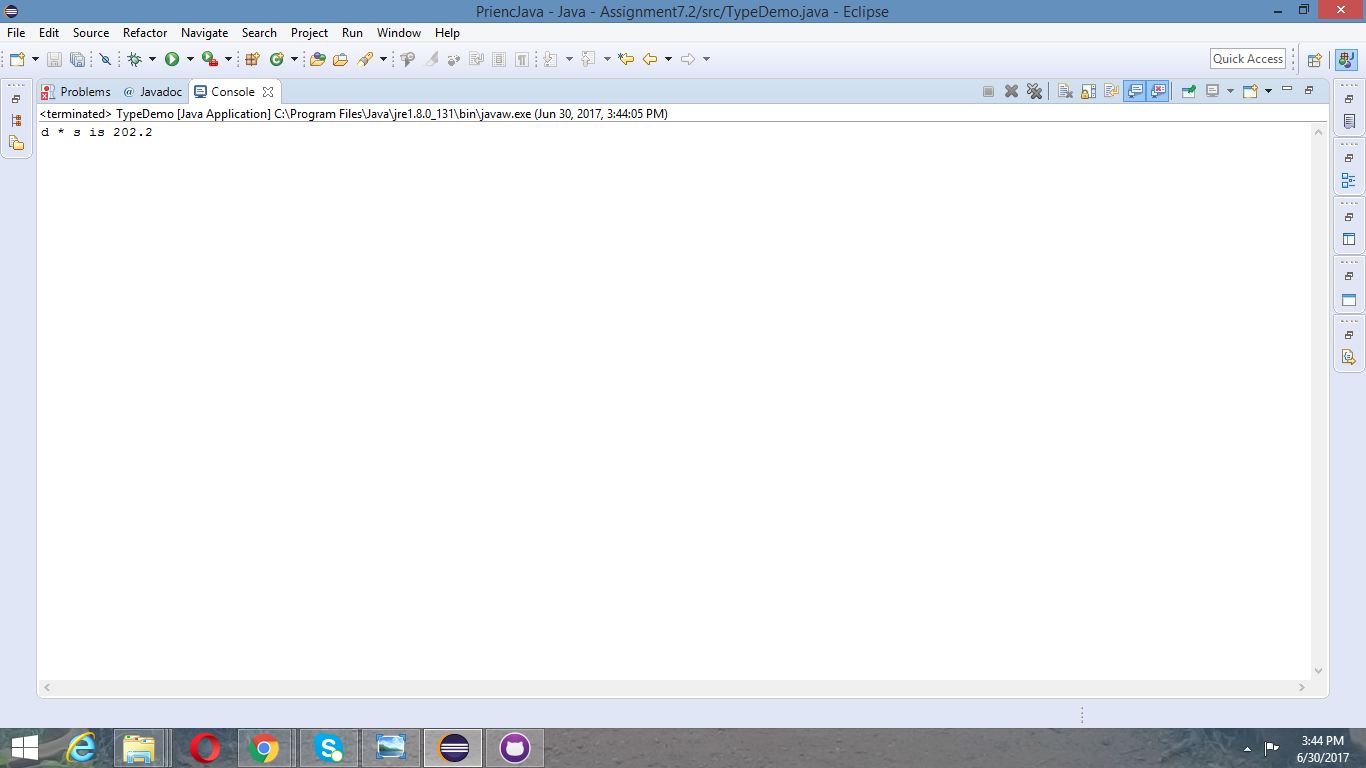 PriencJava - Java - Assignment7.2/src/TypeDemo.java - Eclipse
File Edit Source Refactor Navigate Search Project Run Window Help
Quick Access
Problems @ Javadoc Console
<terminated> TypeDemo [Java Application] C:\Program Files\Java\jre1.8.0_131\bin\javaw.exe (Jun 30, 2017, 3:44:05 PM)
d * s is 202.2
3:44 PM
6/30/2017